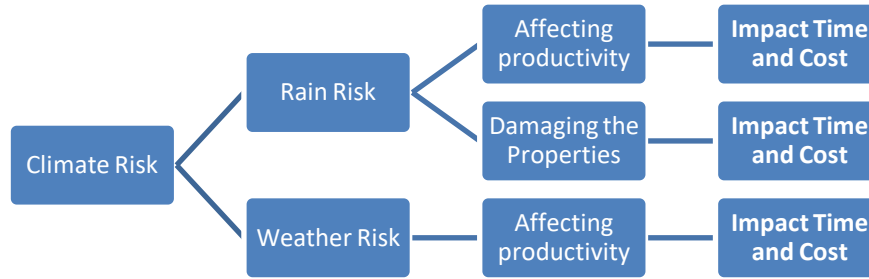 Affecting
productivity
Impact Time
and Cost
Rain Risk
Damaging the
Properties
Impact Time
and Cost
Climate Risk
Weather Risk
Affecting
productivity
Impact Time
and Cost